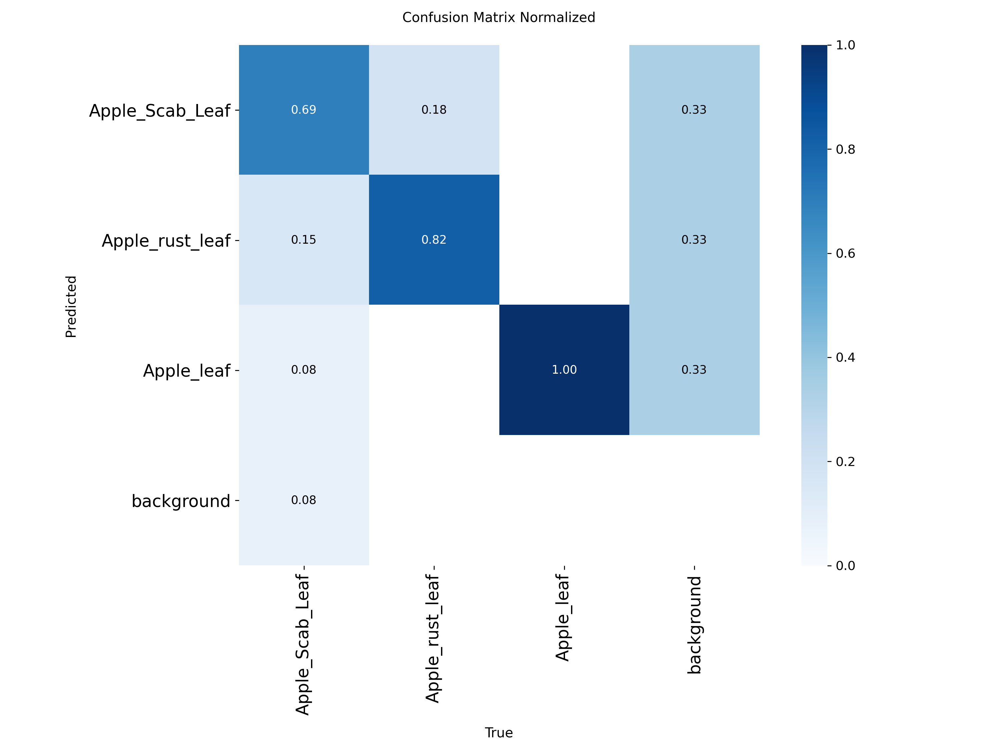 Confusion Matrix Normalized
Apple_Scab_Leaf
0.69
0.18
0.33
Apple_rust_leaf
0.15
0.82
0.33
Apple_leaf
0.08
1.00
0.33
background
0.08
Predicted
Apple_Scab_Leaf
Apple_rust_leaf
Apple_leaf
background
True
1.0
0.8
0.6
0.4
0.2
0.0